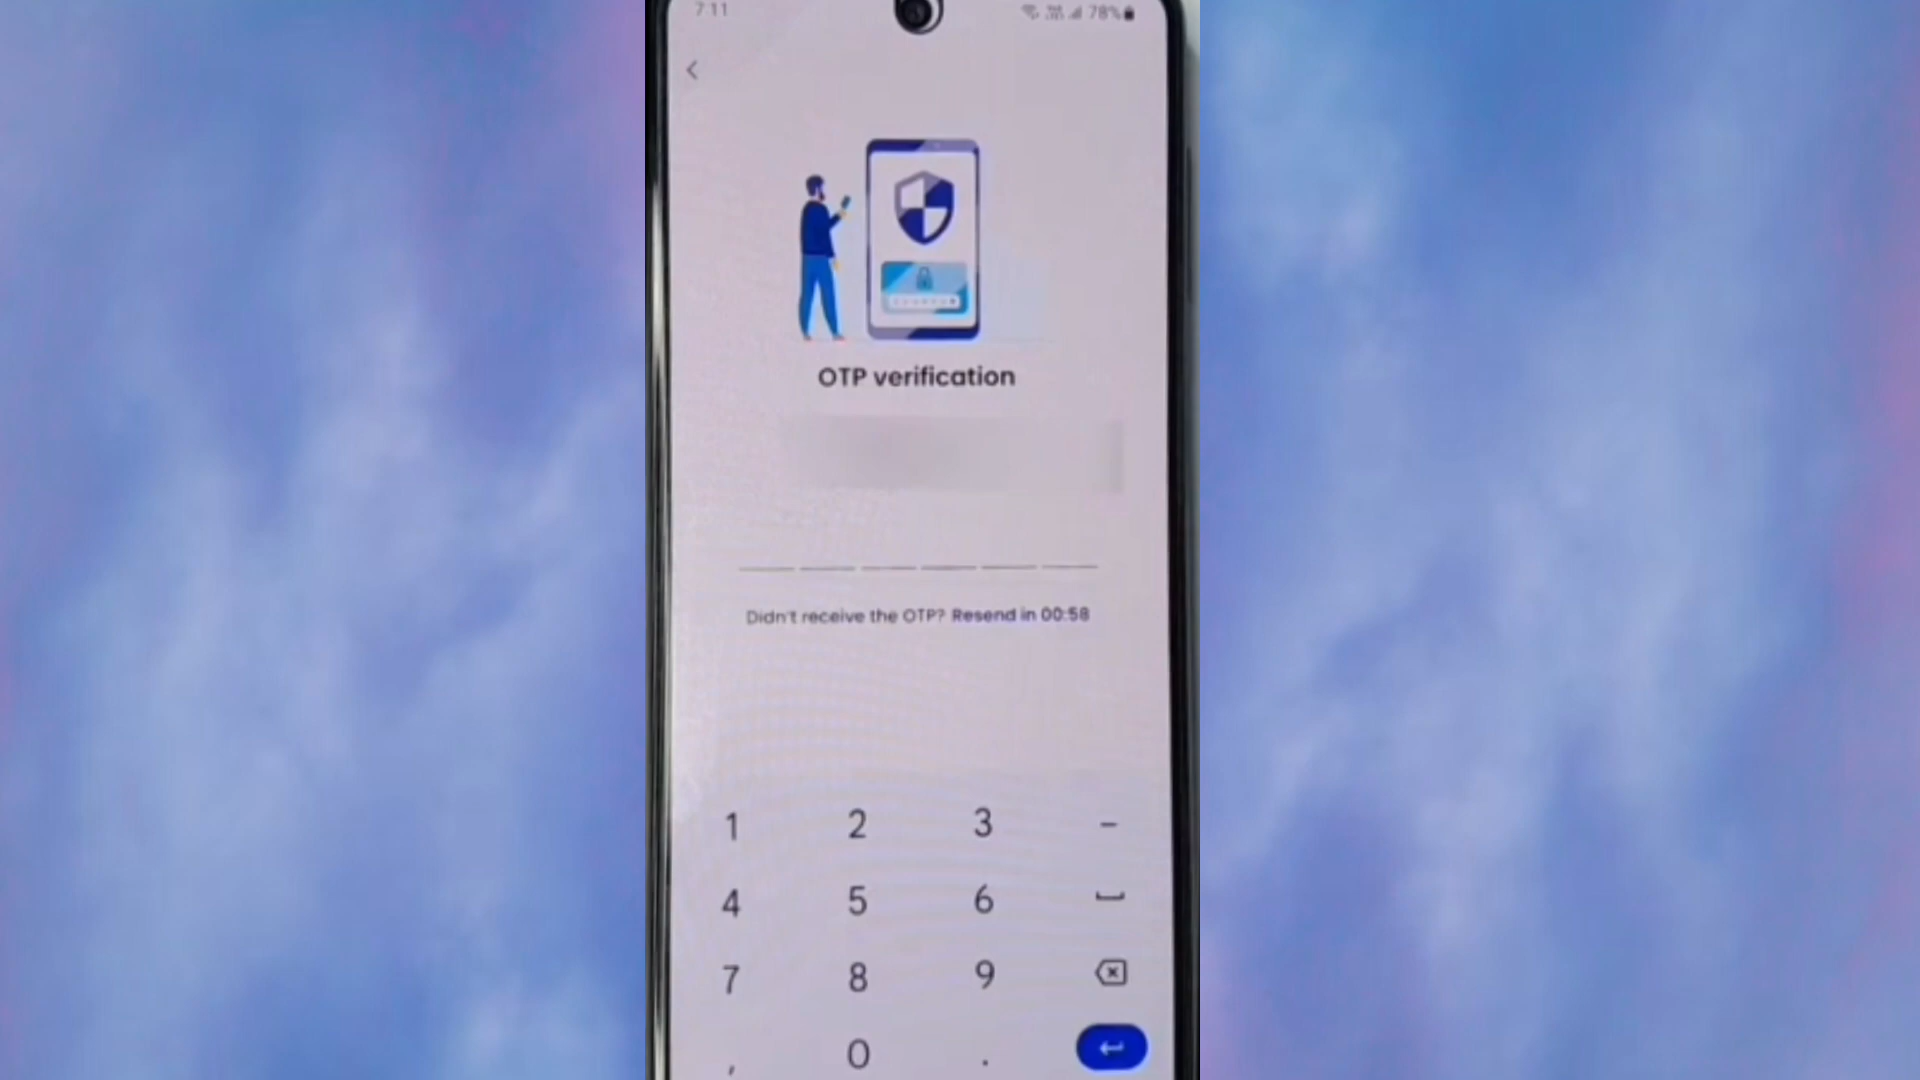 7:11
78%
OTP verification
Didn't receive the OTP? Resend in 00:58
1 2 3 -
4 5 6
7 8 9
, 0 .